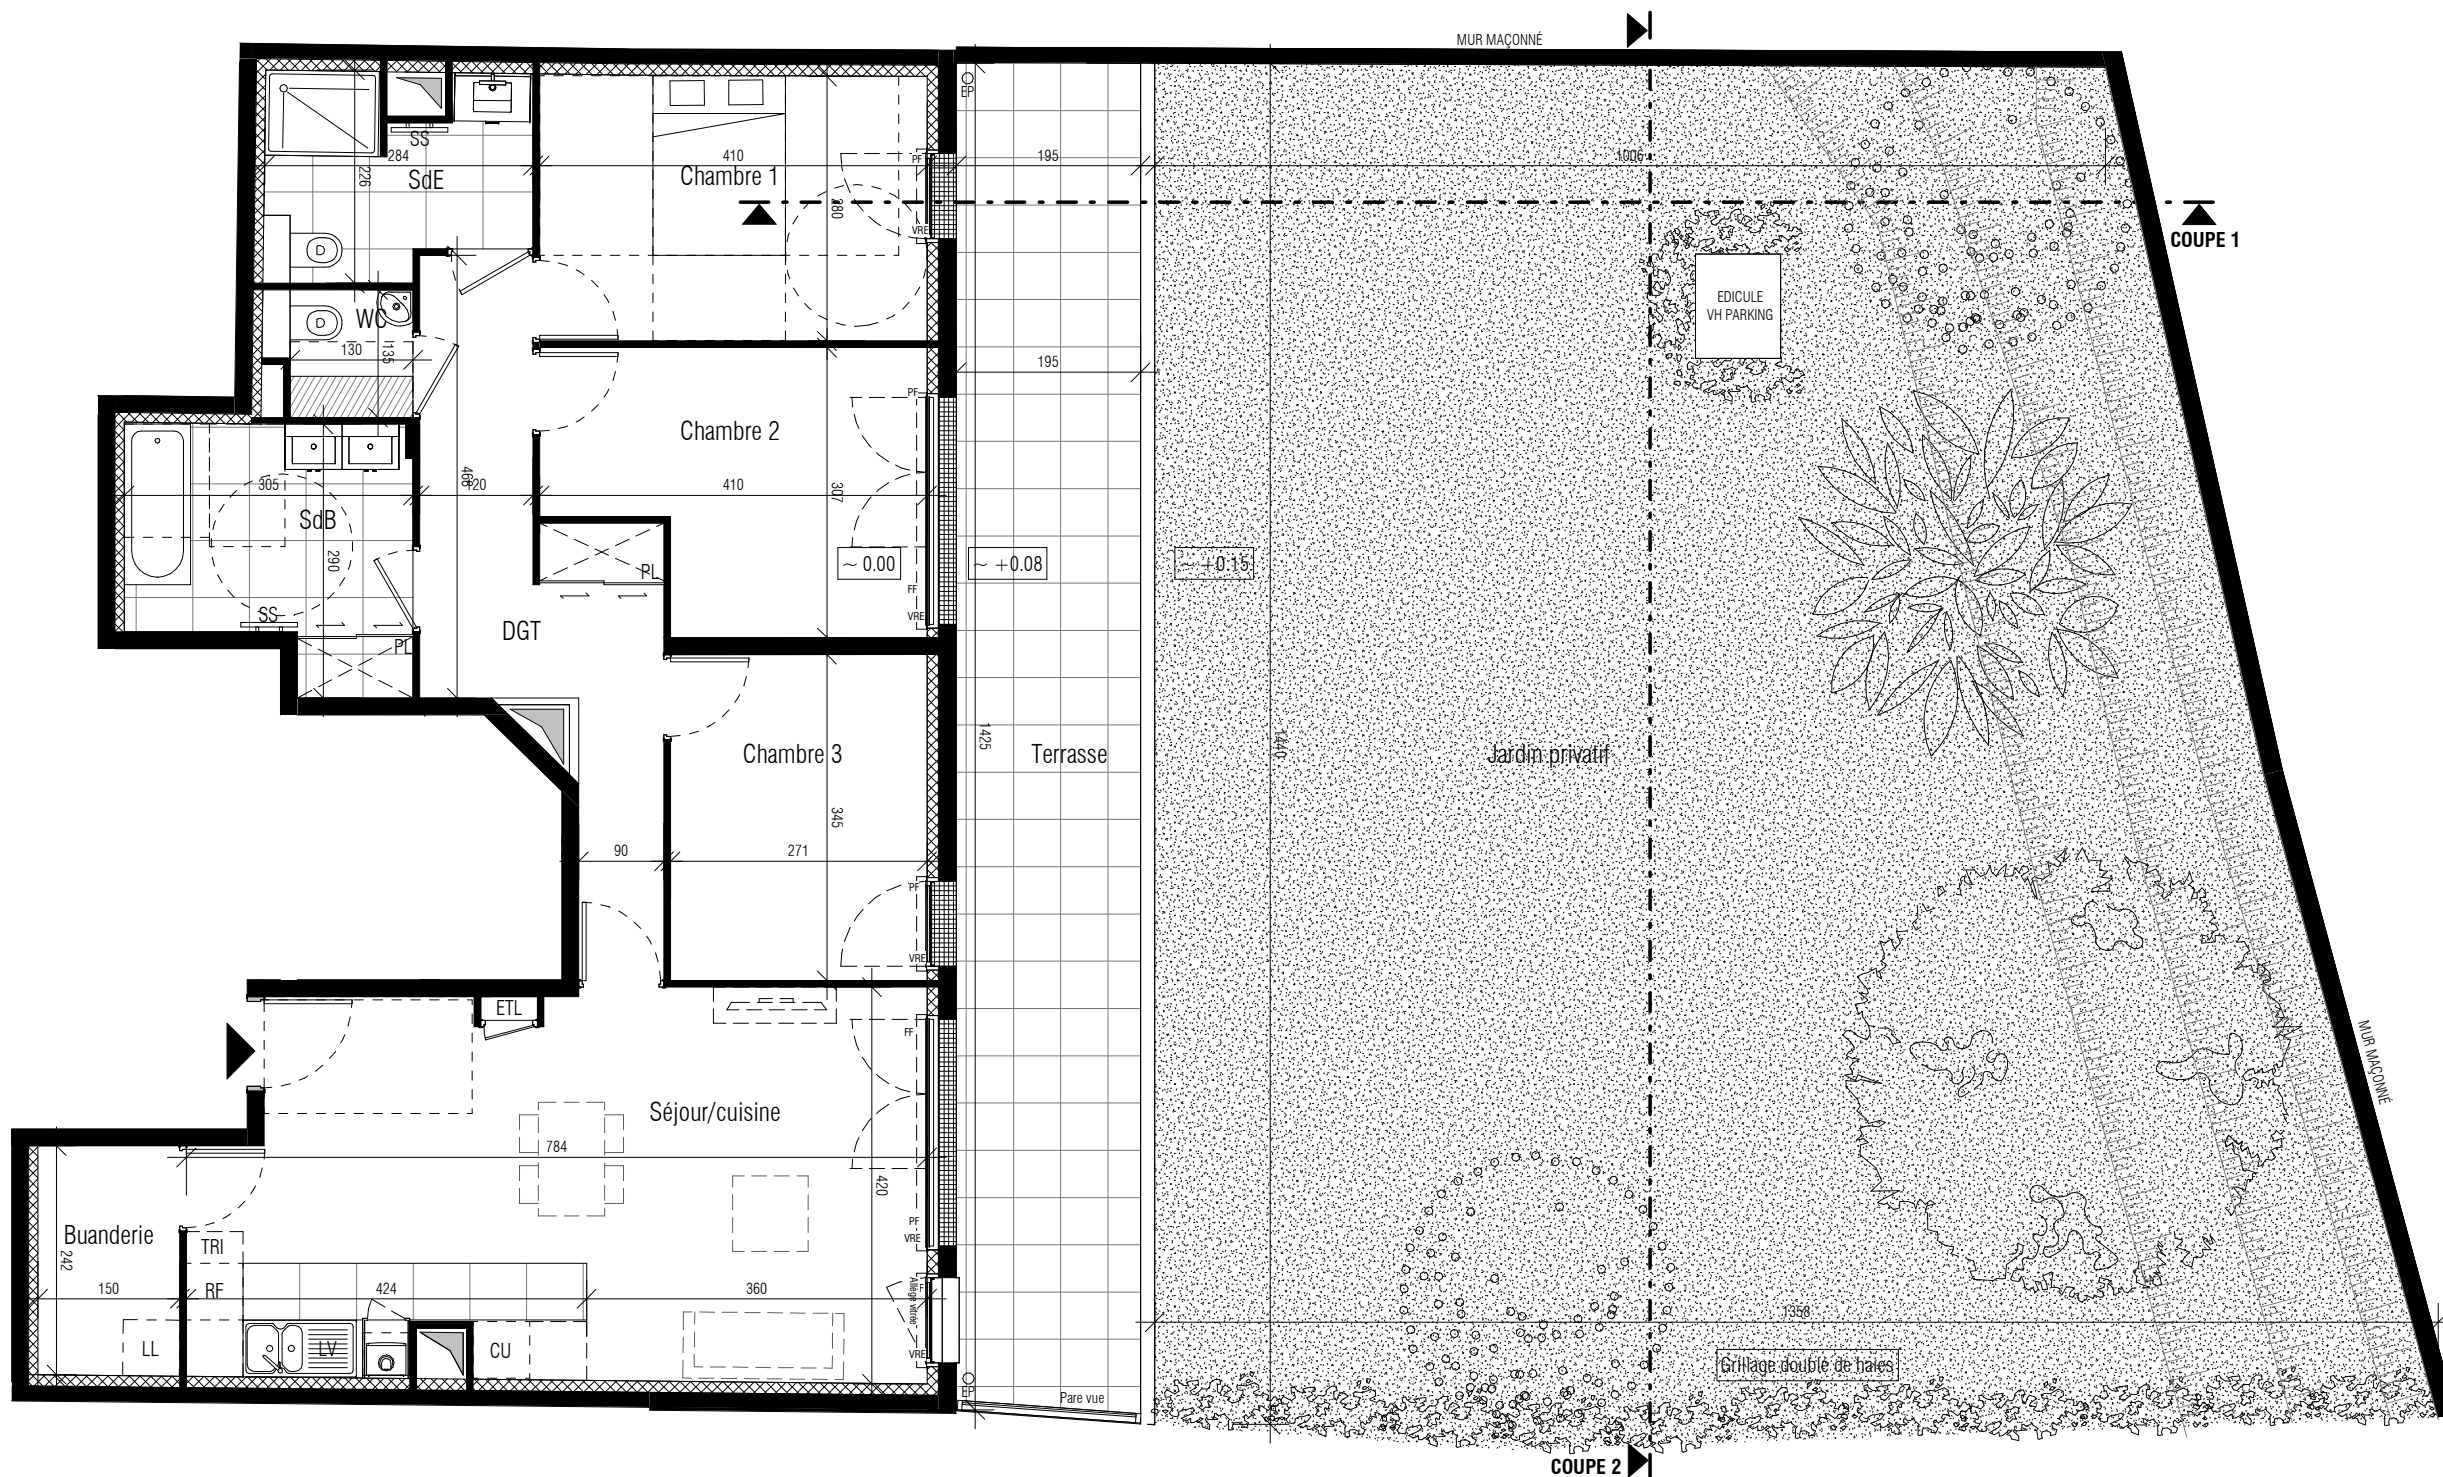 MUR MAÇONNÉ
EP
SS
284
410
PF
195
1006
SdE
226
Chambre 1
280
VRE
COUPE 1
D
EDICULE
VH PARKING
WC
D
130
135
195
PF
Chambre 2
466
305
120
410
307
SdB
290
~ 0.00
~ +0.08
~ +0.15
PL
FF
SS
VRE
DGT
PL
1425
1440
Chambre 3
Terrasse
Jardin privatif
345
90
271
PF
VRE
ETL
FF
MUR MAÇONNÉ
Séjour/cuisine
784
420
Buanderie
242
TRI
PF
VRE
150
RF
424
360
Allège vitrée
F
1358
LL
LV
CU
VRE
Grillage doublé de haies
EP
Pare vue
COUPE 2